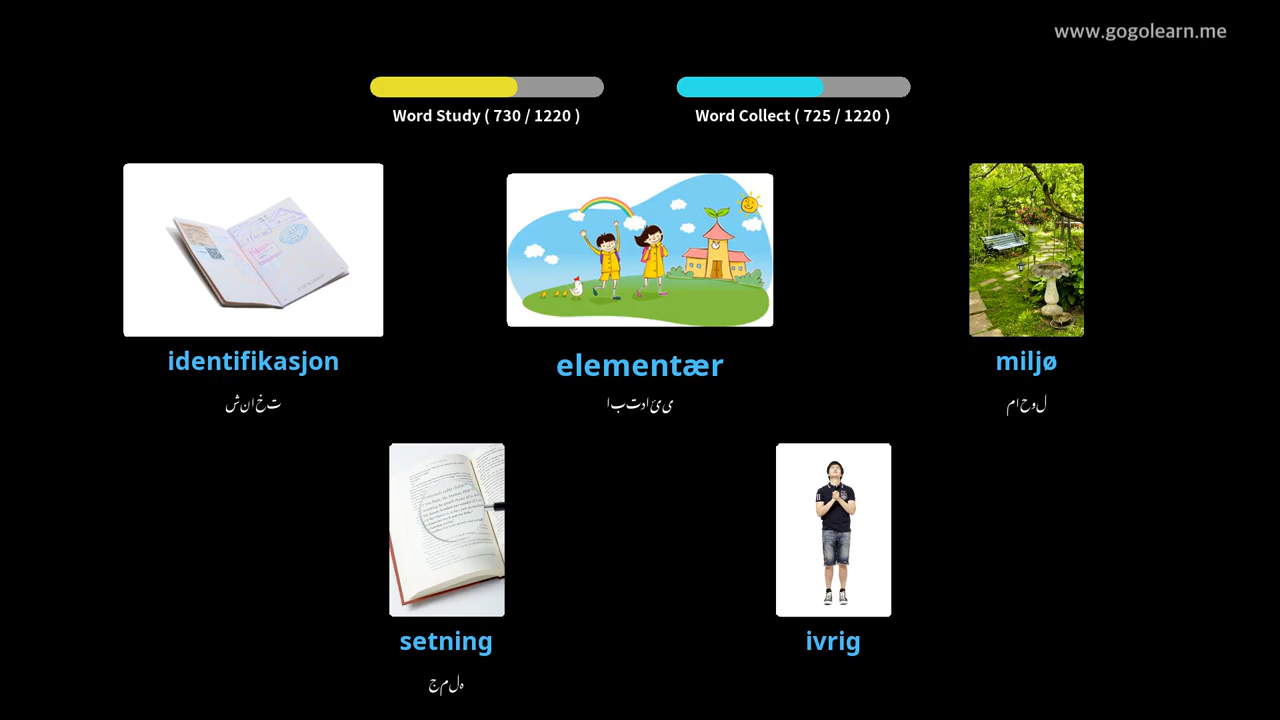 www.gogolearn.me
Word Study ( 730 / 1220 )
Word Collect ( 725 / 1220 )
identifikasjon
شناخت
elementær
ابتدائی
miljø
ماحول
setning
جملہ
ivrig